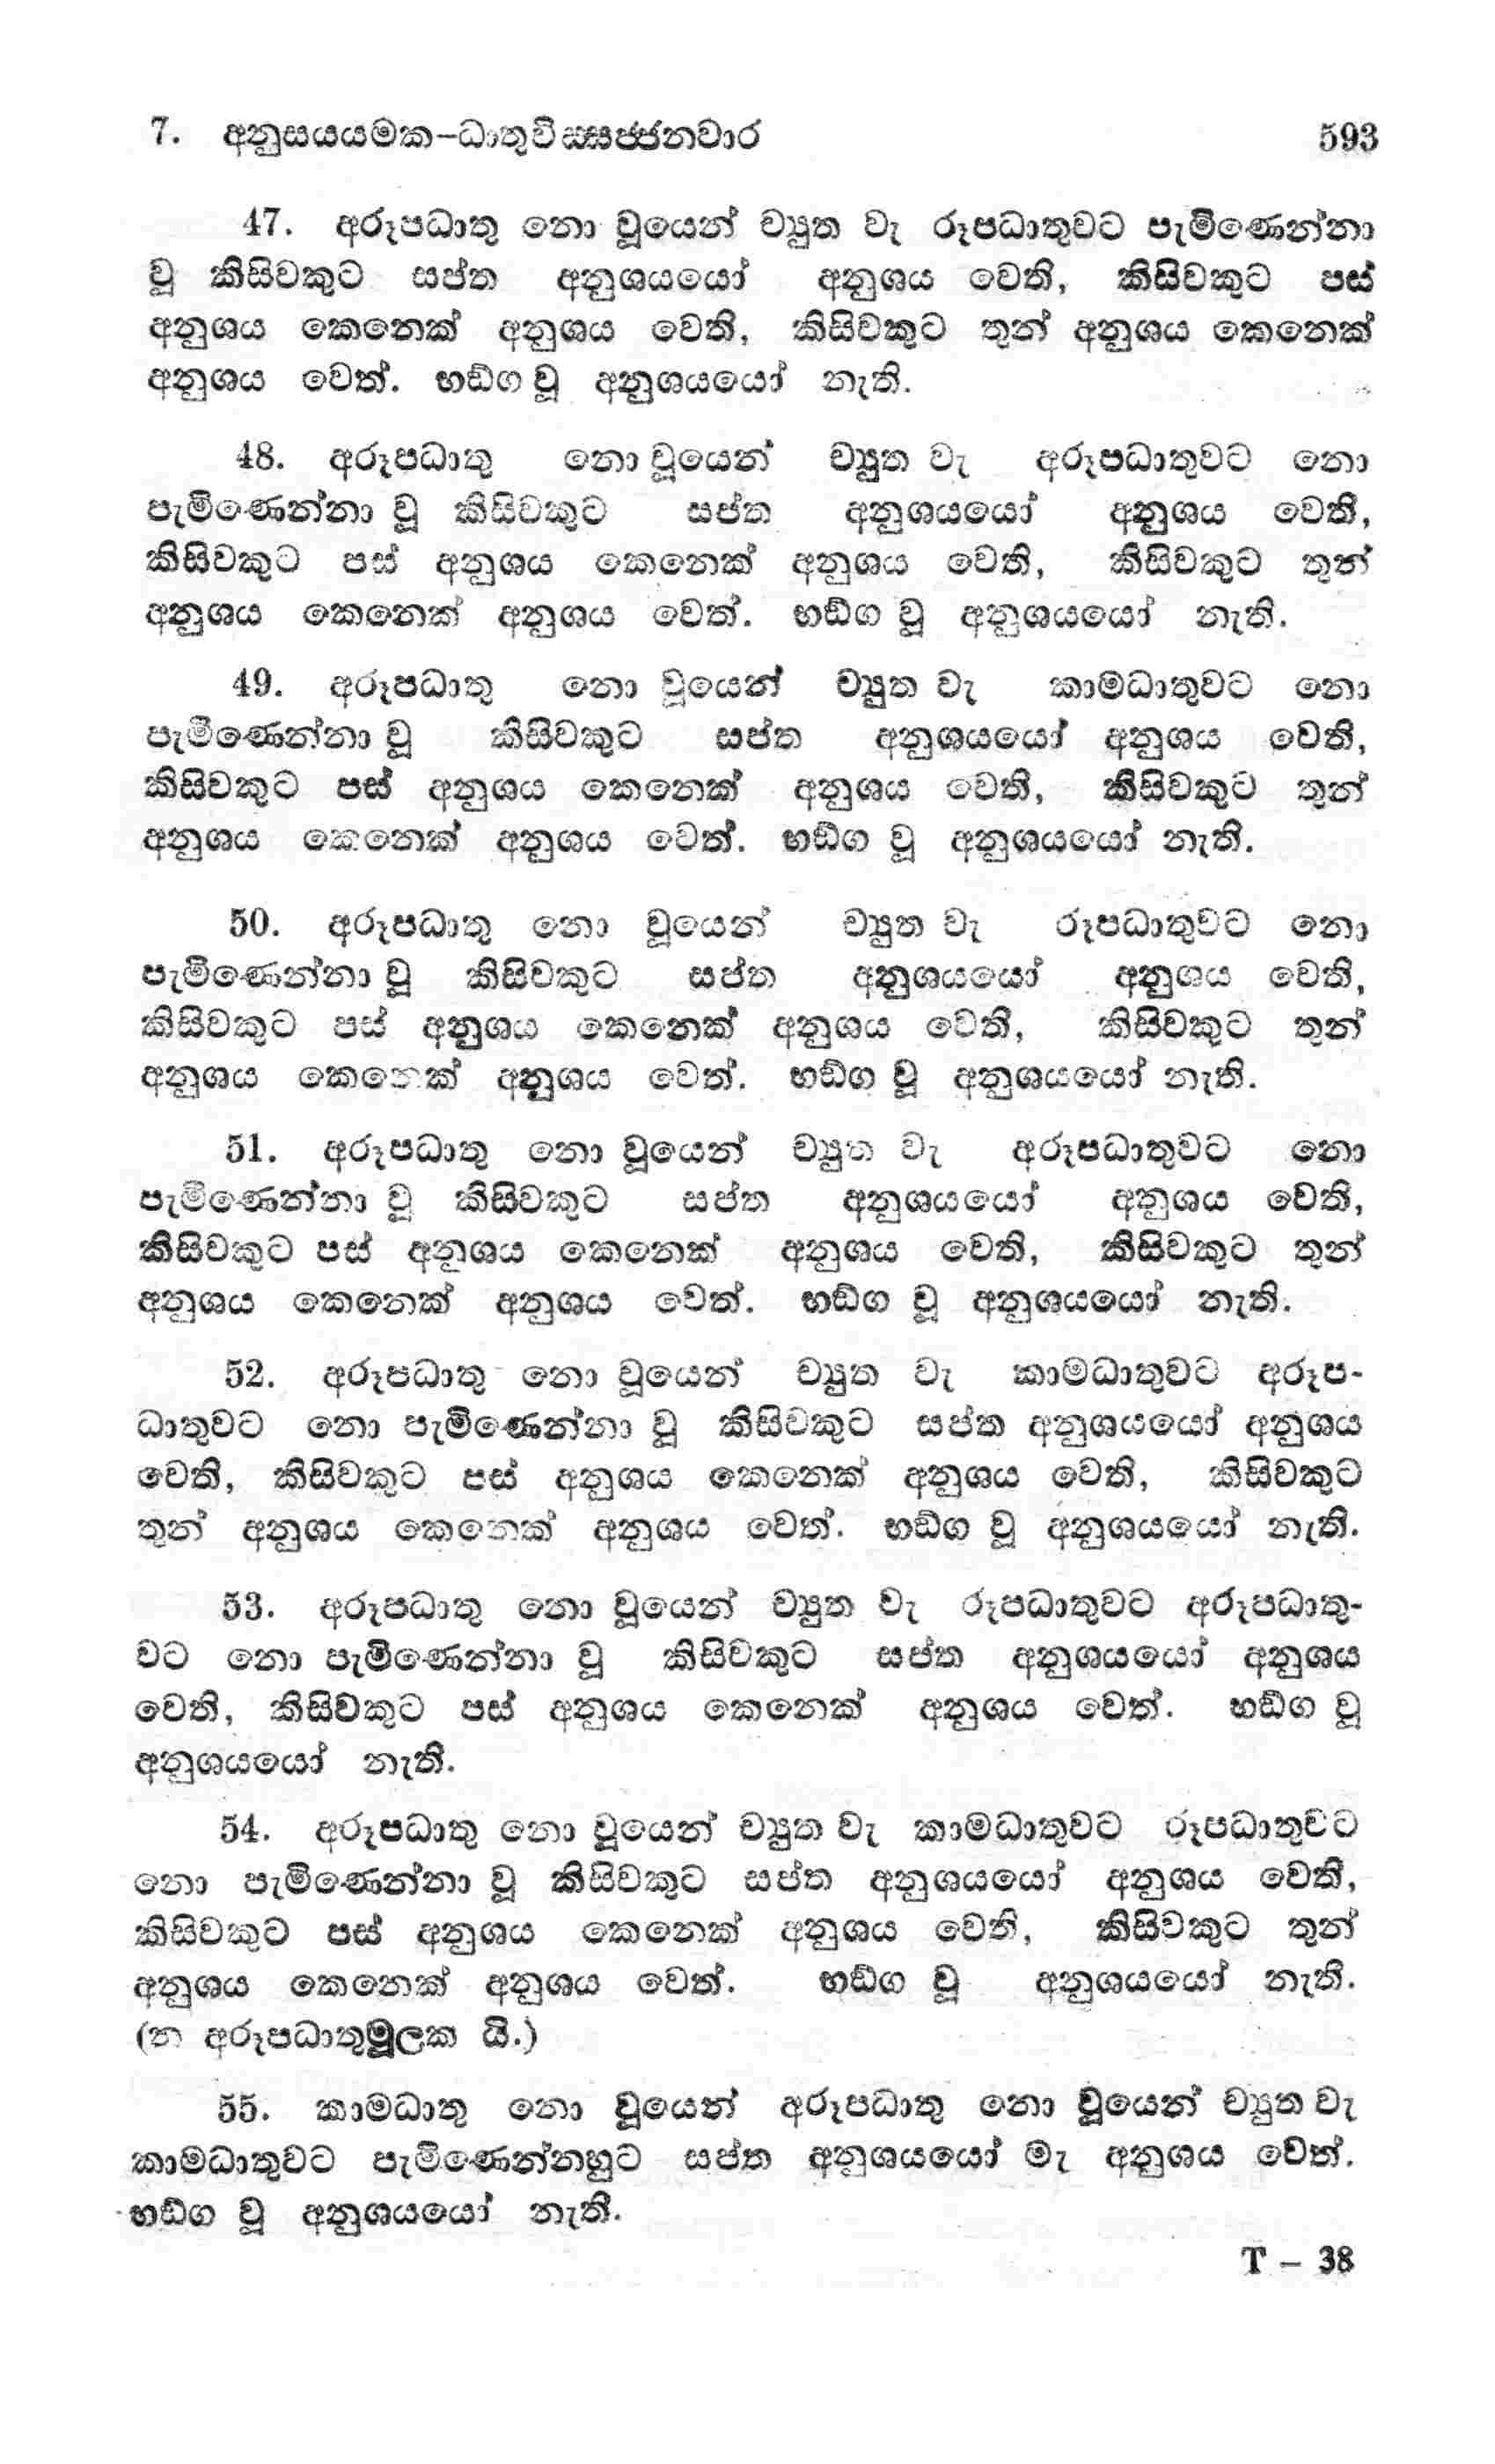 7. අනුසයයමක-ධාතුවිස්සජ්ජනවාර 593
47. අරූපධාතු නො වූයෙන් ච්‍යුත වැ රූපධාතුවට පැමිණෙන්නා
වූ කිසිවකුට සප්ත අනුශයයෝ අනුශය වෙති, කිසිවකුට පස්
අනුශය කෙනෙක් අනුශය වෙති, කිසිවකුට තුන් අනුශය කෙනෙක්
අනුශය වෙත්. භඞ්ග වූ අනුශයයෝ නැති.
48. අරූපධාතු නො වූයෙන් ච්‍යුත වැ අරූපධාතුවට නො
පැමිණෙන්නා වූ කිසිවකුට සප්ත අනුශයයෝ අනුශය වෙති,
කිසිවකුට පස් අනුශය කෙනෙක් අනුශය වෙති, කිසිවකුට තුන්
අනුශය කෙනෙක් අනුශය වෙත්. භඞ්ග වූ අනුශයයෝ නැති.
49. අරූපධාතු නො වූයෙන් ච්‍යුත වැ කාමධාතුවට නො
පැමිණෙන්නා වූ කිසිවකුට සප්ත අනුශයයෝ අනුශය වෙති,
කිසිවකුට පස් අනුශය කෙනෙක් අනුශය වෙති, කිසිවකුට තුන්
අනුශය කෙනෙක් අනුශය වෙත්. භඞ්ග වූ අනුශයයෝ නැති.
50. අරූපධාතු නො වූයෙන් ච්‍යුත වැ රූපධාතුවට නො
පැමිණෙන්නා වූ කිසිවකුට සප්ත අනුශයයෝ අනුශය වෙති,
කිසිවකුට පස් අනුශය කෙනෙක් අනුශය වෙති, කිසිවකුට තුන්
අනුශය කෙනෙක් අනුශය වෙත්. භඞ්ග වූ අනුශයයෝ නැති.
51. අරූපධාතු නො වූයෙන් ච්‍යුත වැ අරූපධාතුවට නො
පැමිණෙන්නා වූ කිසිවකුට සප්ත අනුශයයෝ අනුශය වෙති,
කිසිවකුට පස් අනුශය කෙනෙක් අනුශය වෙති, කිසිවකුට තුන්
අනුශය කෙනෙක් අනුශය වෙත්. භඞ්ග වූ අනුශයයෝ නැති.
52. අරූපධාතු නො වූයෙන් ච්‍යුත වැ කාමධාතුවට අරූප-
ධාතුවට නො පැමිණෙන්නා වූ කිසිවකුට සප්ත අනුශයයෝ අනුශය
වෙති, කිසිවකුට පස් අනුශය කෙනෙක් අනුශය වෙති, කිසිවකුට
තුන් අනුශය කෙනෙක් අනුශය වෙත්. භඞ්ග වූ අනුශයයෝ නැති.
53. අරූපධාතු නො වූයෙන් ච්‍යුත වැ රූපධාතුවට අරූපධාතු-
වට නො පැමිණෙන්නා වූ කිසිවකුට සප්ත අනුශයයෝ අනුශය
වෙති, කිසිවකුට පස් අනුශය කෙනෙක් අනුශය වෙත්. භඞ්ග වූ
අනුශයයෝ නැති.
54. අරූපධාතු නො වූයෙන් ච්‍යුත වැ කාමධාතුවට රූපධාතුවට
නො පැමිණෙන්නා වූ කිසිවකුට සප්ත අනුශයයෝ අනුශය වෙති,
කිසිවකුට පස් අනුශය කෙනෙක් අනුශය වෙති, කිසිවකුට තුන්
අනුශය කෙනෙක් අනුශය වෙත්. භඞ්ග වූ අනුශයයෝ නැති.
(න අරූපධාතුමූලක යි.)
55. කාමධාතු නො වූයෙන් අරූපධාතු නො වූයෙන් ච්‍යුත වැ
කාමධාතුවට පැමිණෙන්නහුට සප්ත අනුශයයෝ මැ අනුශය වෙත්.
භඞ්ග වූ අනුශයයෝ නැති.
T - 38